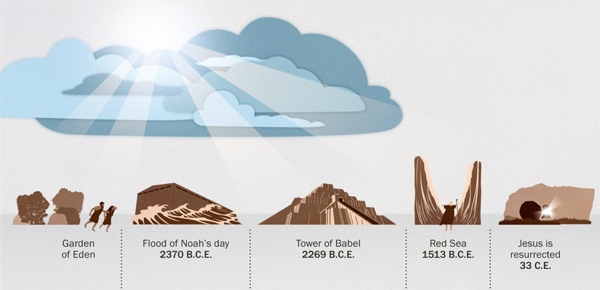 Garden
of Eden
Flood of Noah's day
2370 B.C.E.
Tower of Babel
2269 B.C.E.
Red Sea
1513 B.C.E.
Jesus is
resurrected
33 C.E.